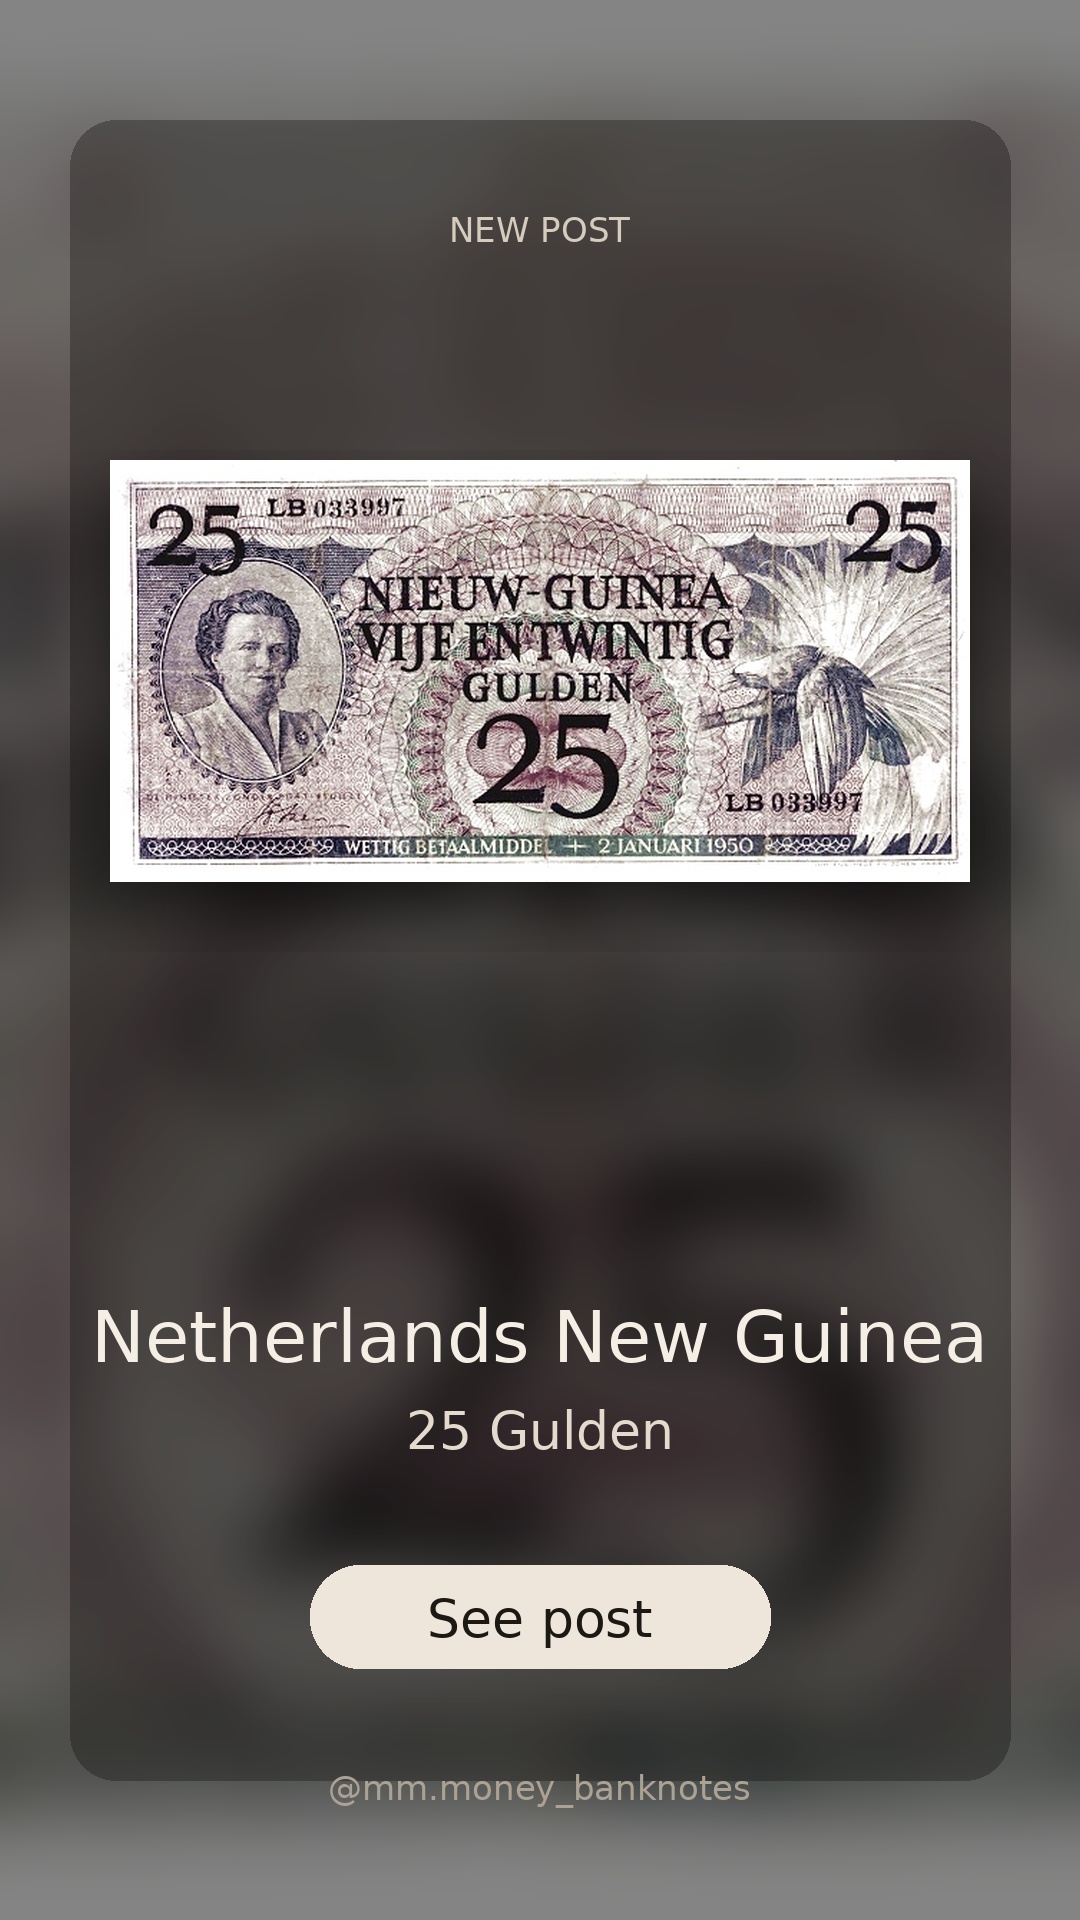 NEW POST
25 LB 033997 25
NIEUW-GUINEA
VIJF EN TWINTIG
GULDEN
25
LB 033997
WETTIG BETAALMIDDEL + 2 JANUARI 1950
Netherlands New Guinea
25 Gulden
See post
@mm.money_banknotes